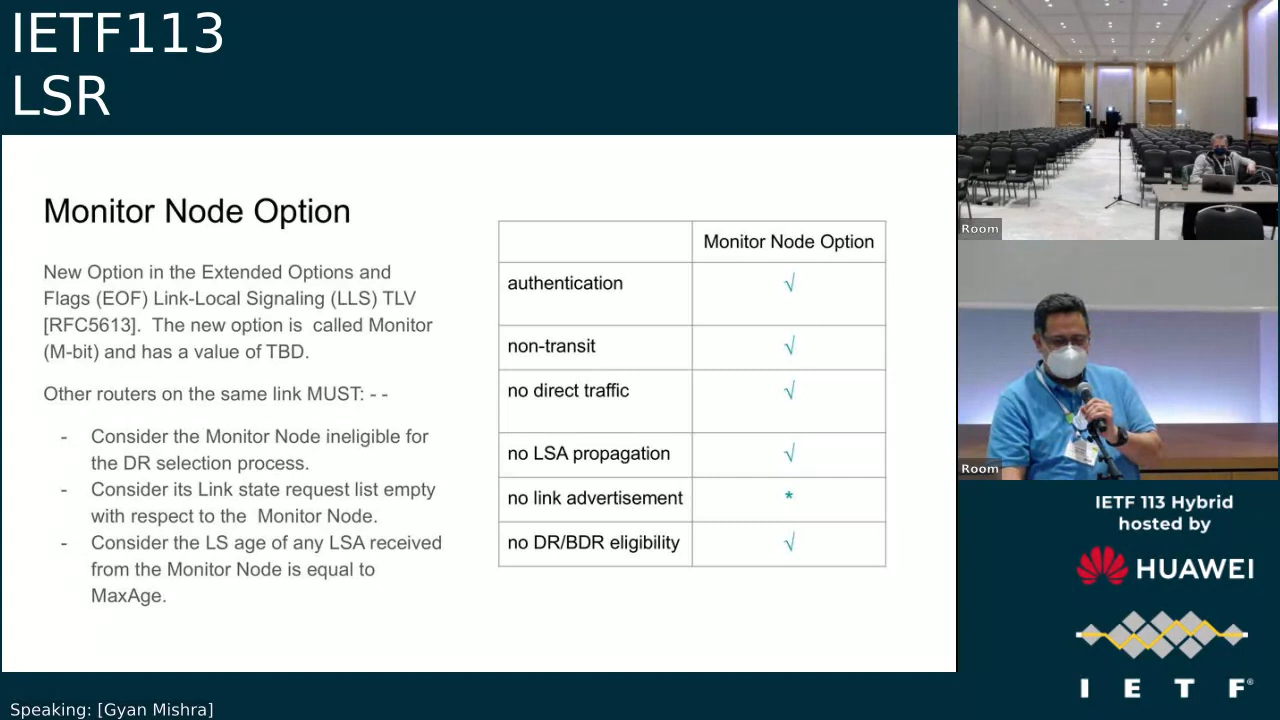 IETF113
LSR
Monitor Node Option
New Option in the Extended Options and
Flags (EOF) Link-Local Signaling (LLS) TLV
[RFC5613].  The new option is  called Monitor
(M-bit) and has a value of TBD.
Other routers on the same link MUST: - -
- Consider the Monitor Node ineligible for
the DR selection process.
- Consider its Link state request list empty
with respect to the  Monitor Node.
- Consider the LS age of any LSA received
from the Monitor Node is equal to
MaxAge.
Monitor Node Option
authentication √
non-transit √
no direct traffic √
no LSA propagation √
no link advertisement *
no DR/BDR eligibility √
Room
Room
IETF 113 Hybrid
hosted by
HUAWEI
I E T F®
Speaking: [Gyan Mishra]